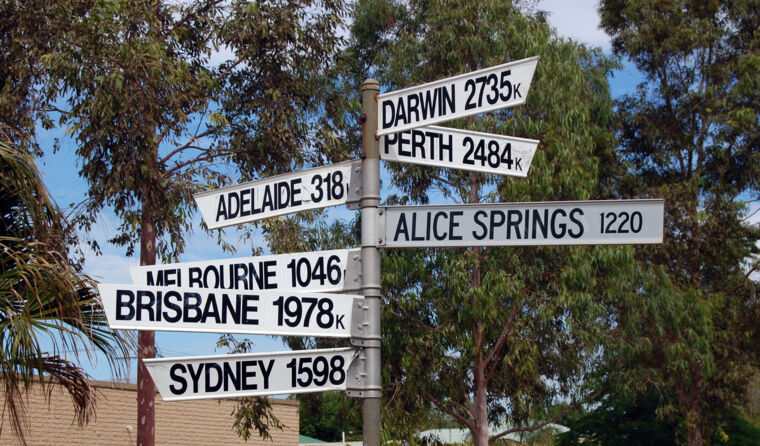 DARWIN 2735K
PERTH 2484K
ADELAIDE 318
ALICE SPRINGS 1220
MELBOURNE 1046
BRISBANE 1978K
SYDNEY 1598